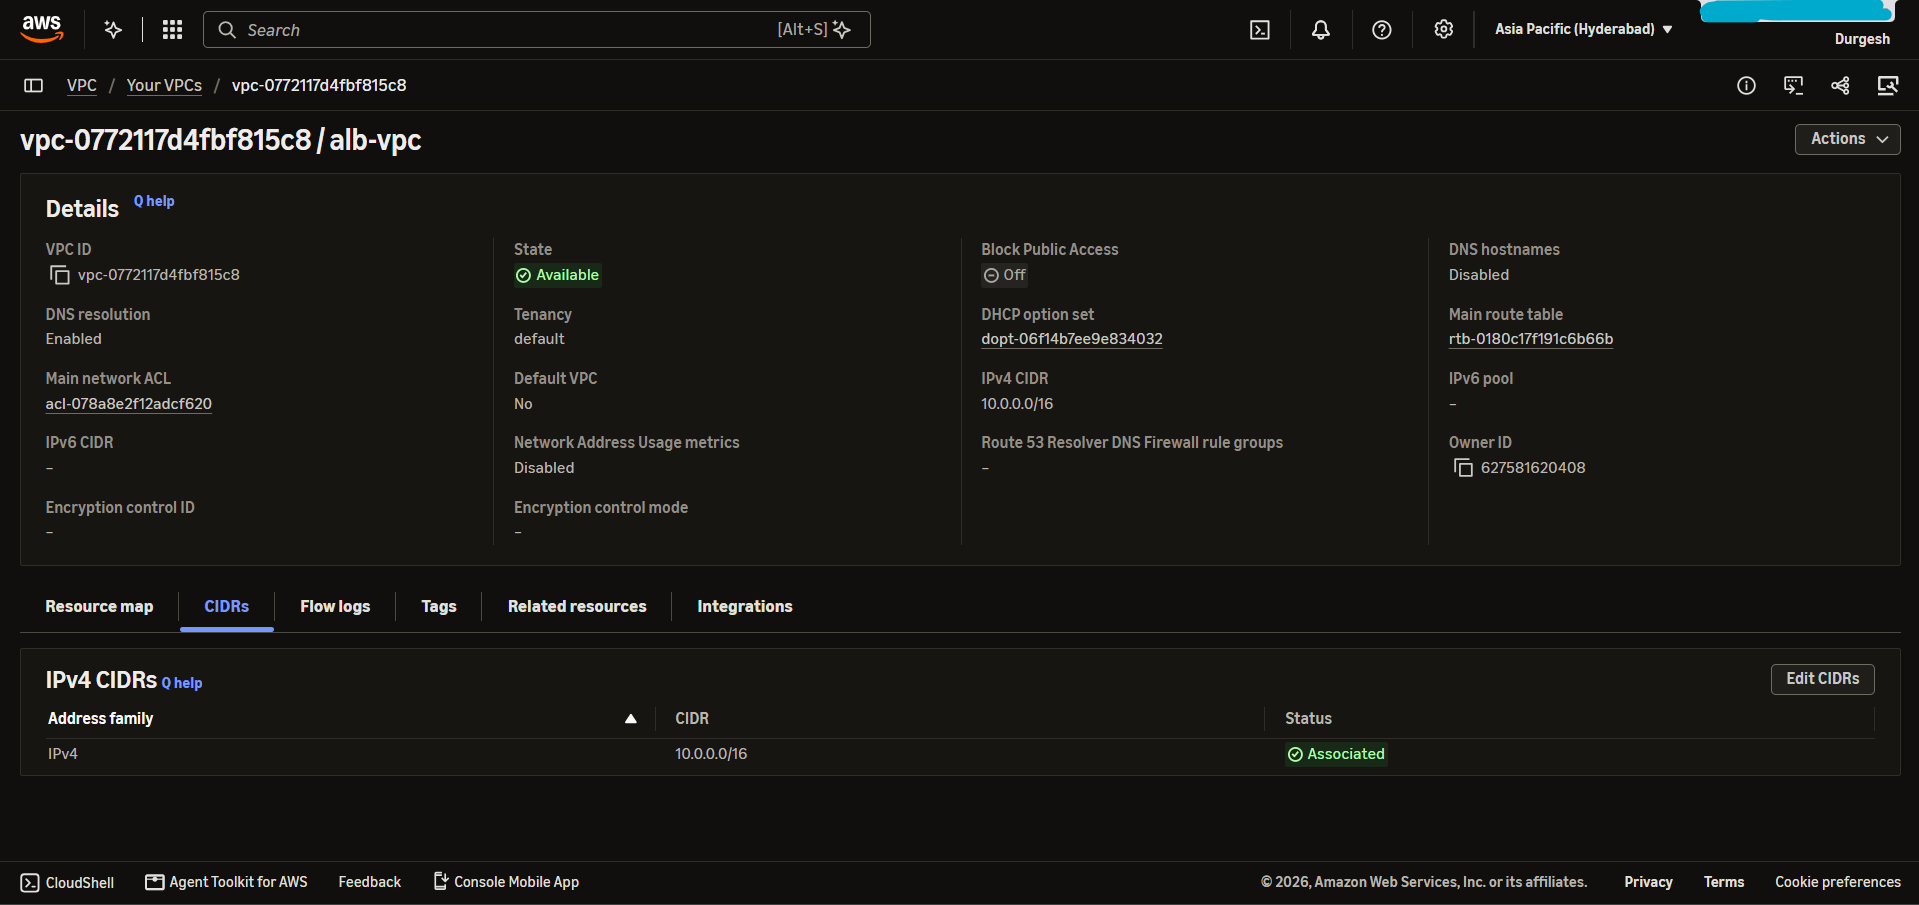 aws
Search [Alt+S]
Asia Pacific (Hyderabad)
Durgesh
VPC / Your VPCs / vpc-0772117d4fbf815c8
vpc-0772117d4fbf815c8 / alb-vpc
Actions
Details Q help
VPC ID
vpc-0772117d4fbf815c8
State
Available
Block Public Access
Off
DNS hostnames
Disabled
DNS resolution
Enabled
Tenancy
default
DHCP option set
dopt-06f14b7ee9e834032
Main route table
rtb-0180c17f191c6b66b
Main network ACL
acl-078a8e2f12adcf620
Default VPC
No
IPv4 CIDR
10.0.0.0/16
IPv6 pool
–
IPv6 CIDR
–
Network Address Usage metrics
Disabled
Route 53 Resolver DNS Firewall rule groups
–
Owner ID
627581620408
Encryption control ID
–
Encryption control mode
–
Resource map CIDRs Flow logs Tags Related resources Integrations
IPv4 CIDRs Q help
Edit CIDRs
Address family CIDR Status
IPv4 10.0.0.0/16 Associated
CloudShell Agent Toolkit for AWS Feedback Console Mobile App © 2026, Amazon Web Services, Inc. or its affiliates. Privacy Terms Cookie preferences